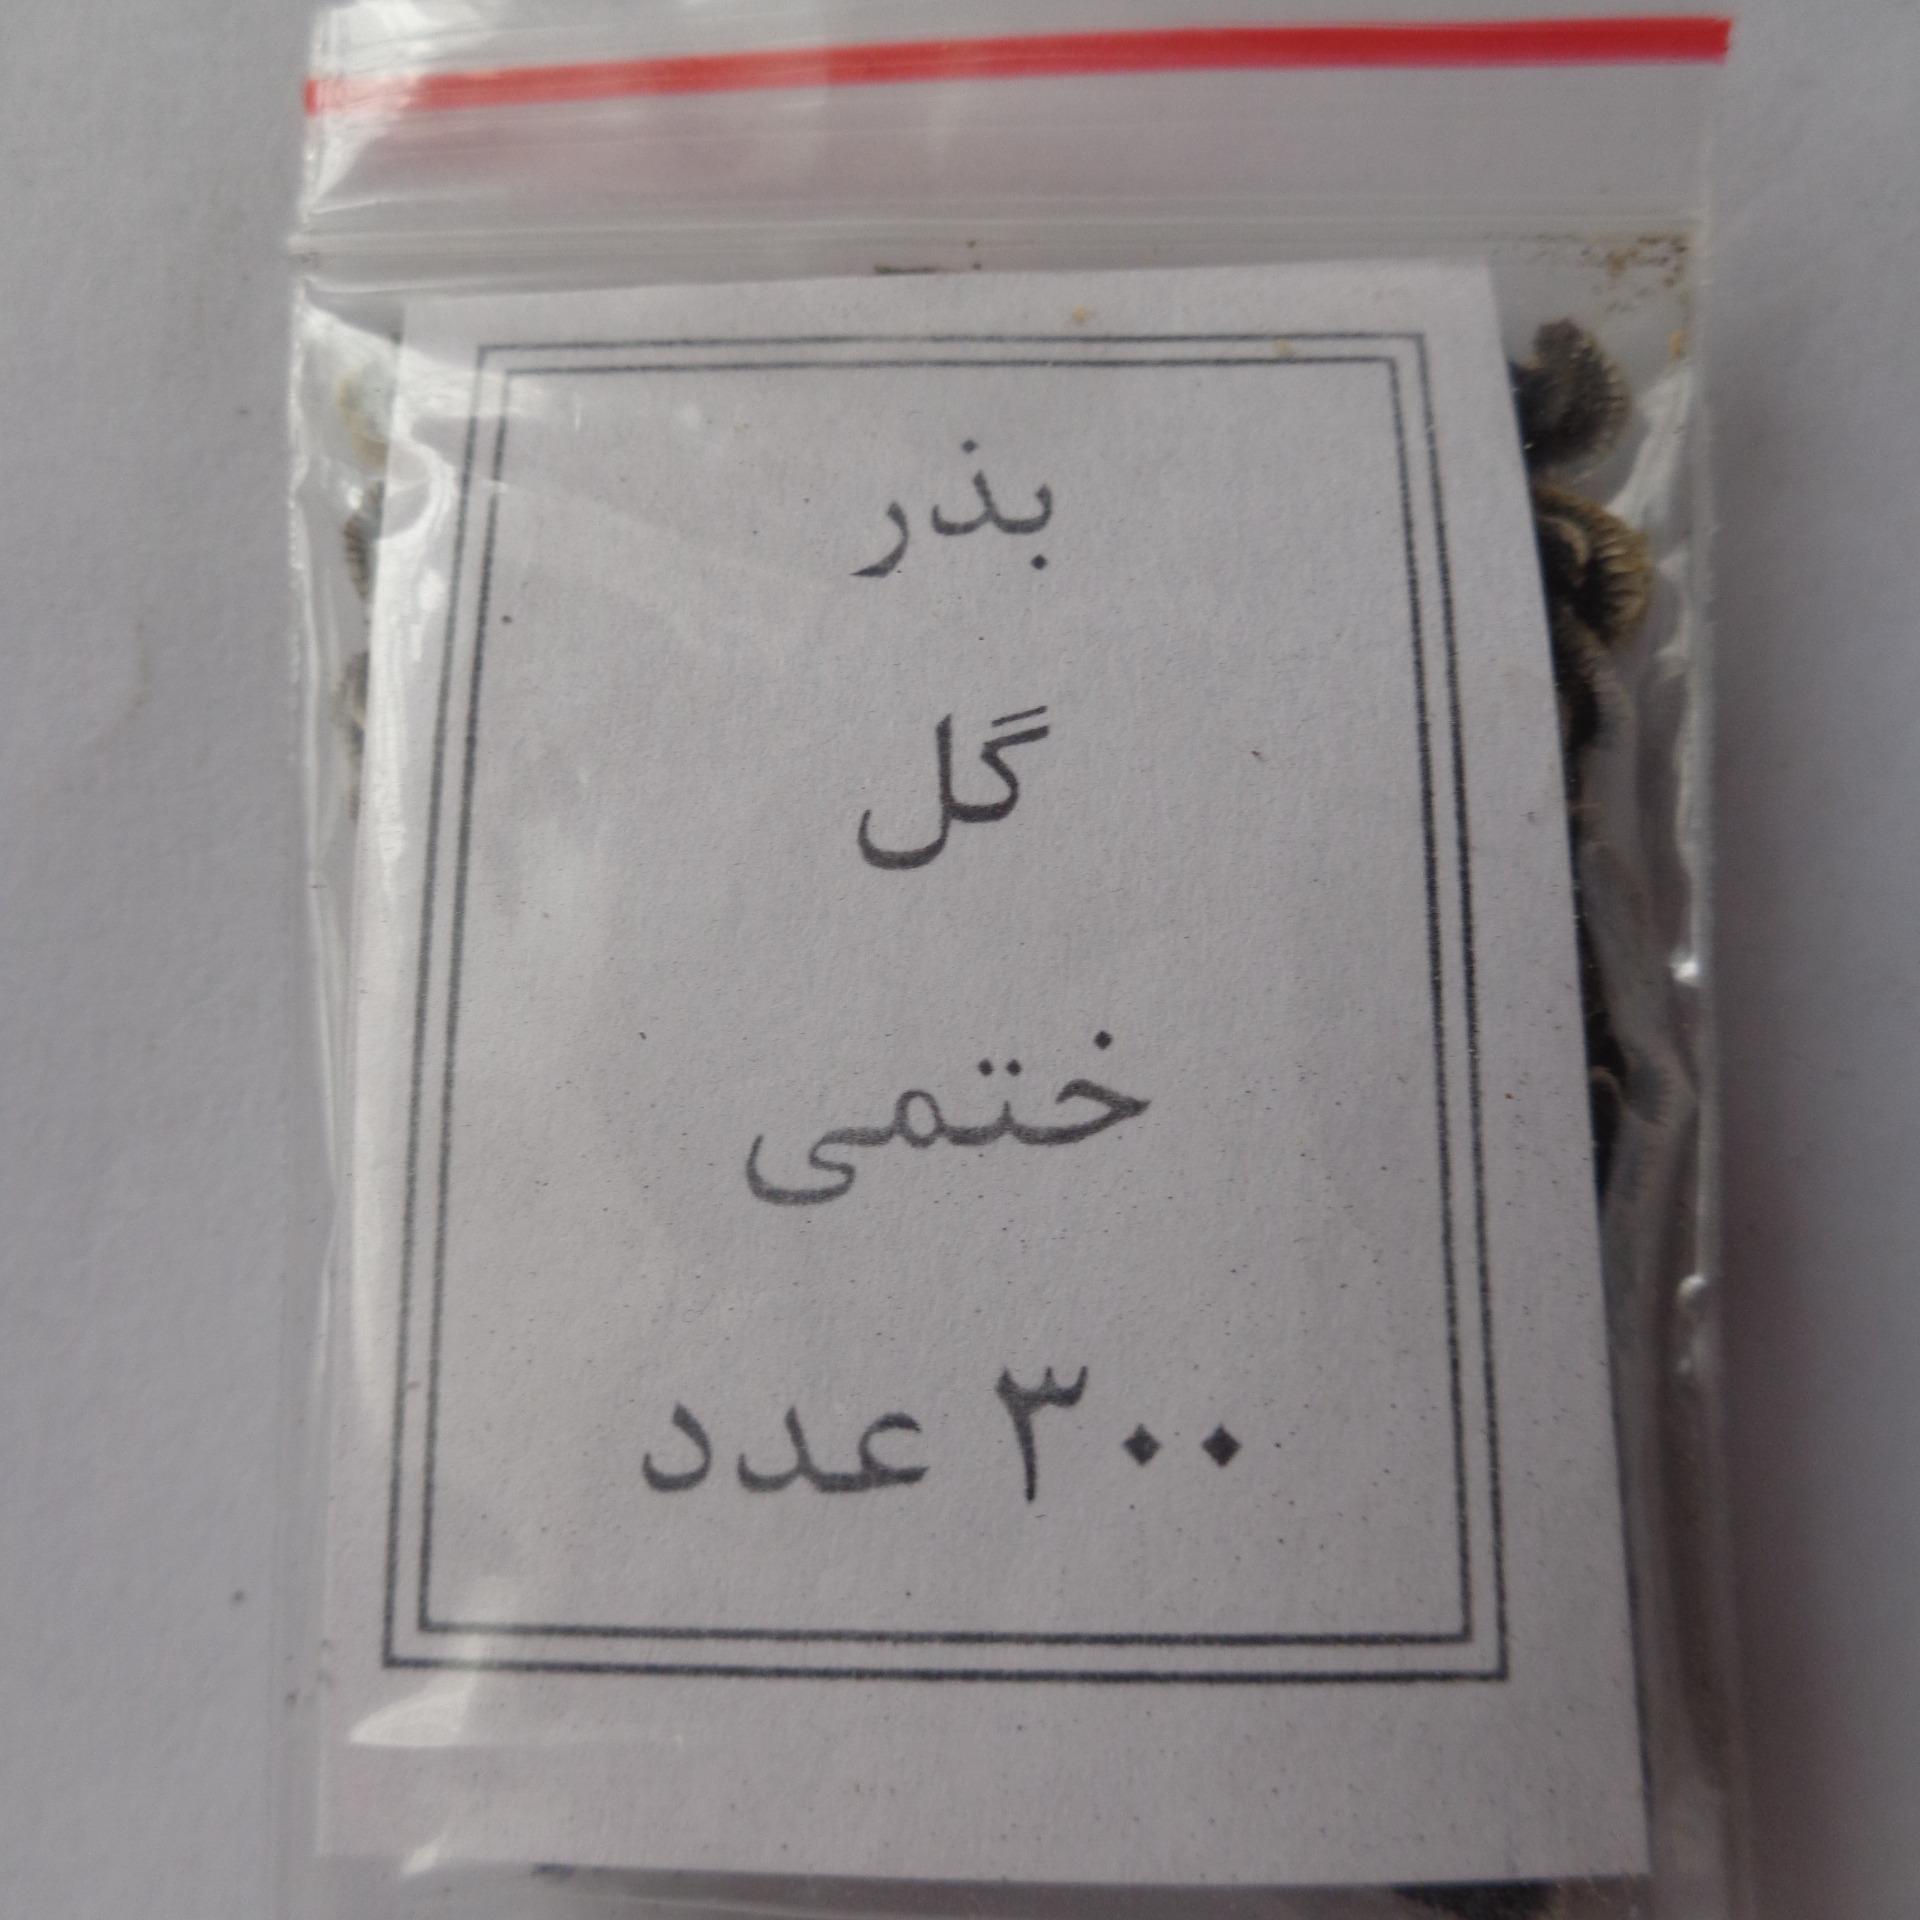 بذر
گل
ختمی
۳۰۰ عدد